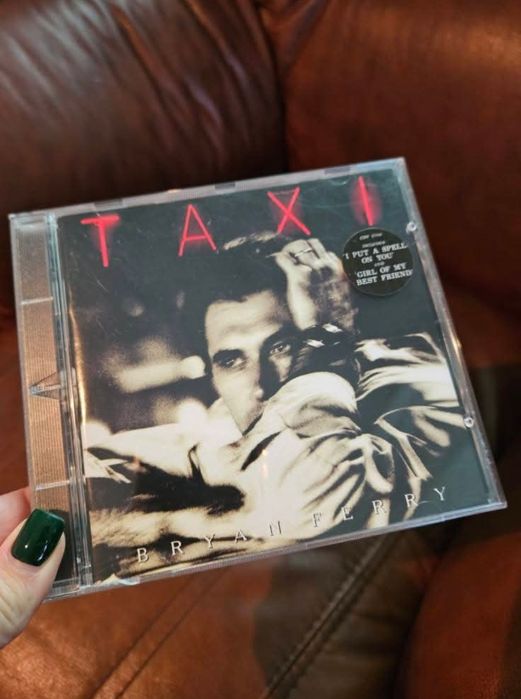 TAXI
INCLUDES
'I PUT A SPELL
ON YOU'
AND
'GIRL OF MY
BEST FRIEND'
BRYAN FERRY